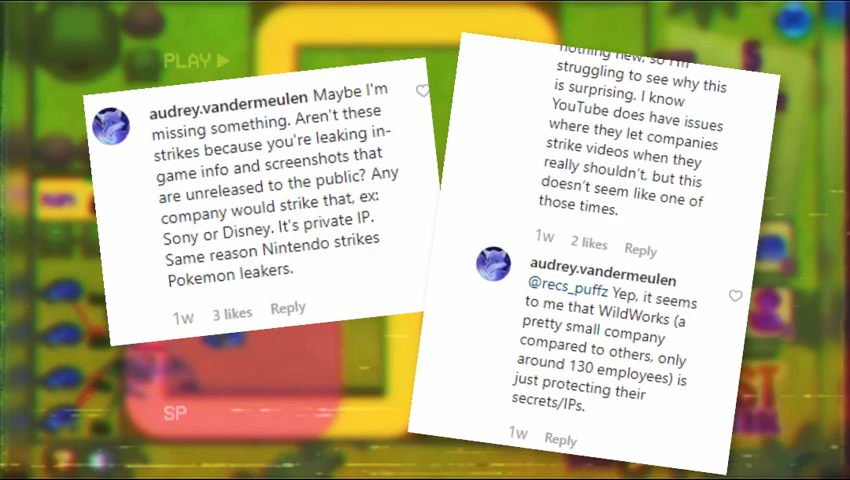 PLAY
audrey.vandermeulen Maybe I'm
missing something. Aren't these
strikes because you're leaking in-
game info and screenshots that
are unreleased to the public? Any
company would strike that, ex:
Sony or Disney. It's private IP.
Same reason Nintendo strikes
Pokemon leakers.
1w 3 likes Reply
nothing new, so I'm
struggling to see why this
is surprising. I know
YouTube does have issues
where they let companies
strike videos when they
really shouldn't, but this
doesn't seem like one of
those times.
1w 2 likes Reply
audrey.vandermeulen
@recs_puffz Yep, it seems
to me that WildWorks (a
pretty small company
compared to others, only
around 130 employees) is
just protecting their
secrets/IPs.
1w Reply
SP